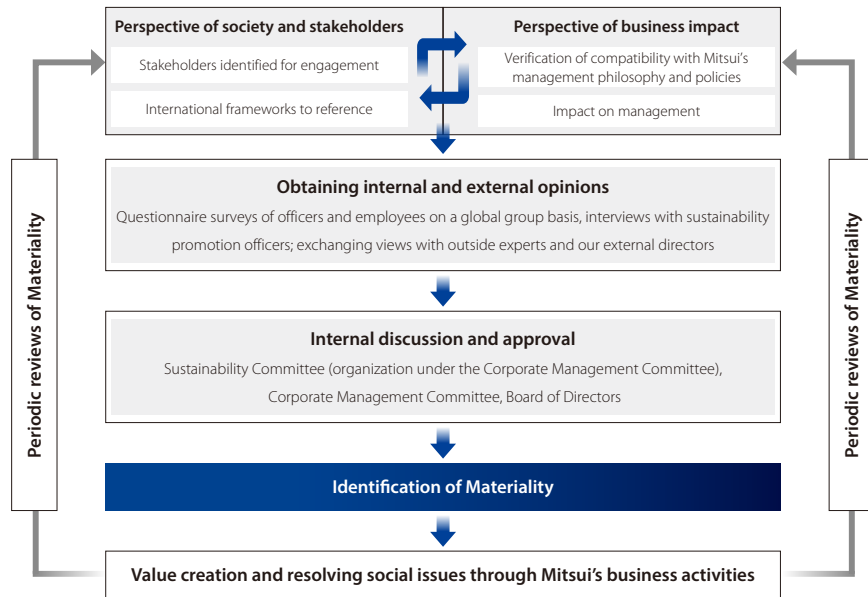 Perspective of society and stakeholders
Stakeholders identified for engagement
International frameworks to reference
Perspective of business impact
Verification of compatibility with Mitsui's
management philosophy and policies
Impact on management
Obtaining internal and external opinions
Questionnaire surveys of officers and employees on a global group basis, interviews with sustainability
promotion officers; exchanging views with outside experts and our external directors
Internal discussion and approval
Sustainability Committee (organization under the Corporate Management Committee),
Corporate Management Committee, Board of Directors
Identification of Materiality
Value creation and resolving social issues through Mitsui's business activities
Periodic reviews of Materiality
Periodic reviews of Materiality